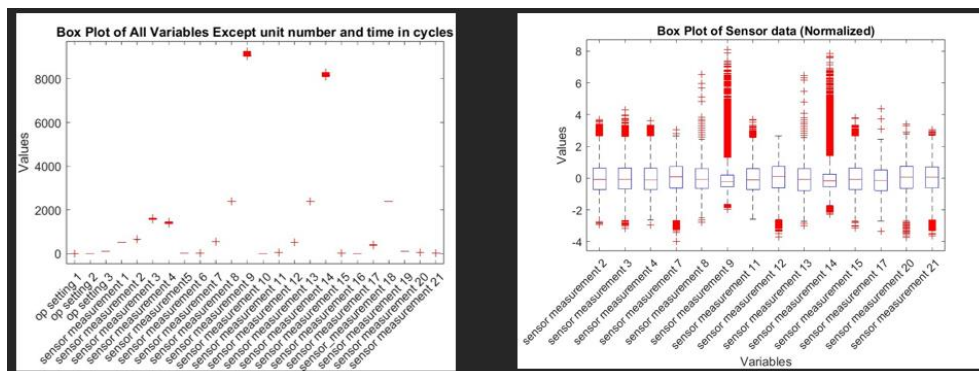 Box Plot of All Variables Except unit number and time in cycles
8000
6000
4000
2000
0
Values
op setting 1
op setting 2
op setting 3
sensor measurement 1
sensor measurement 2
sensor measurement 3
sensor measurement 4
sensor measurement5
sensor measurement 6
sensor measurement 7
sensor measurement 8
sensor measurement 9
sensor measurement 10
sensor measurement 11
sensor measurement 12
sensor measurement 13
sensor measurement 14
sensor measurement 15
sensor measurement 16
sensor measurement 17
sensor measurement 18
sensor measurement 19
sensor measurement 20
sensor measurement 21
Box Plot of Sensor data (Normalized)
8
6
4
2
0
-2
-4
Values
sensor measurement 2
sensor measurement 3
sensor measurement 4
sensor measurement 7
sensor measurement 8
sensor measurement 9
sensor measurement 11
sensor measurement 12
sensor measurement 13
sensor measurement 14
sensor measurement 15
sensor measurement 17
sensor measurement 20
sensor measurement 21
Variables